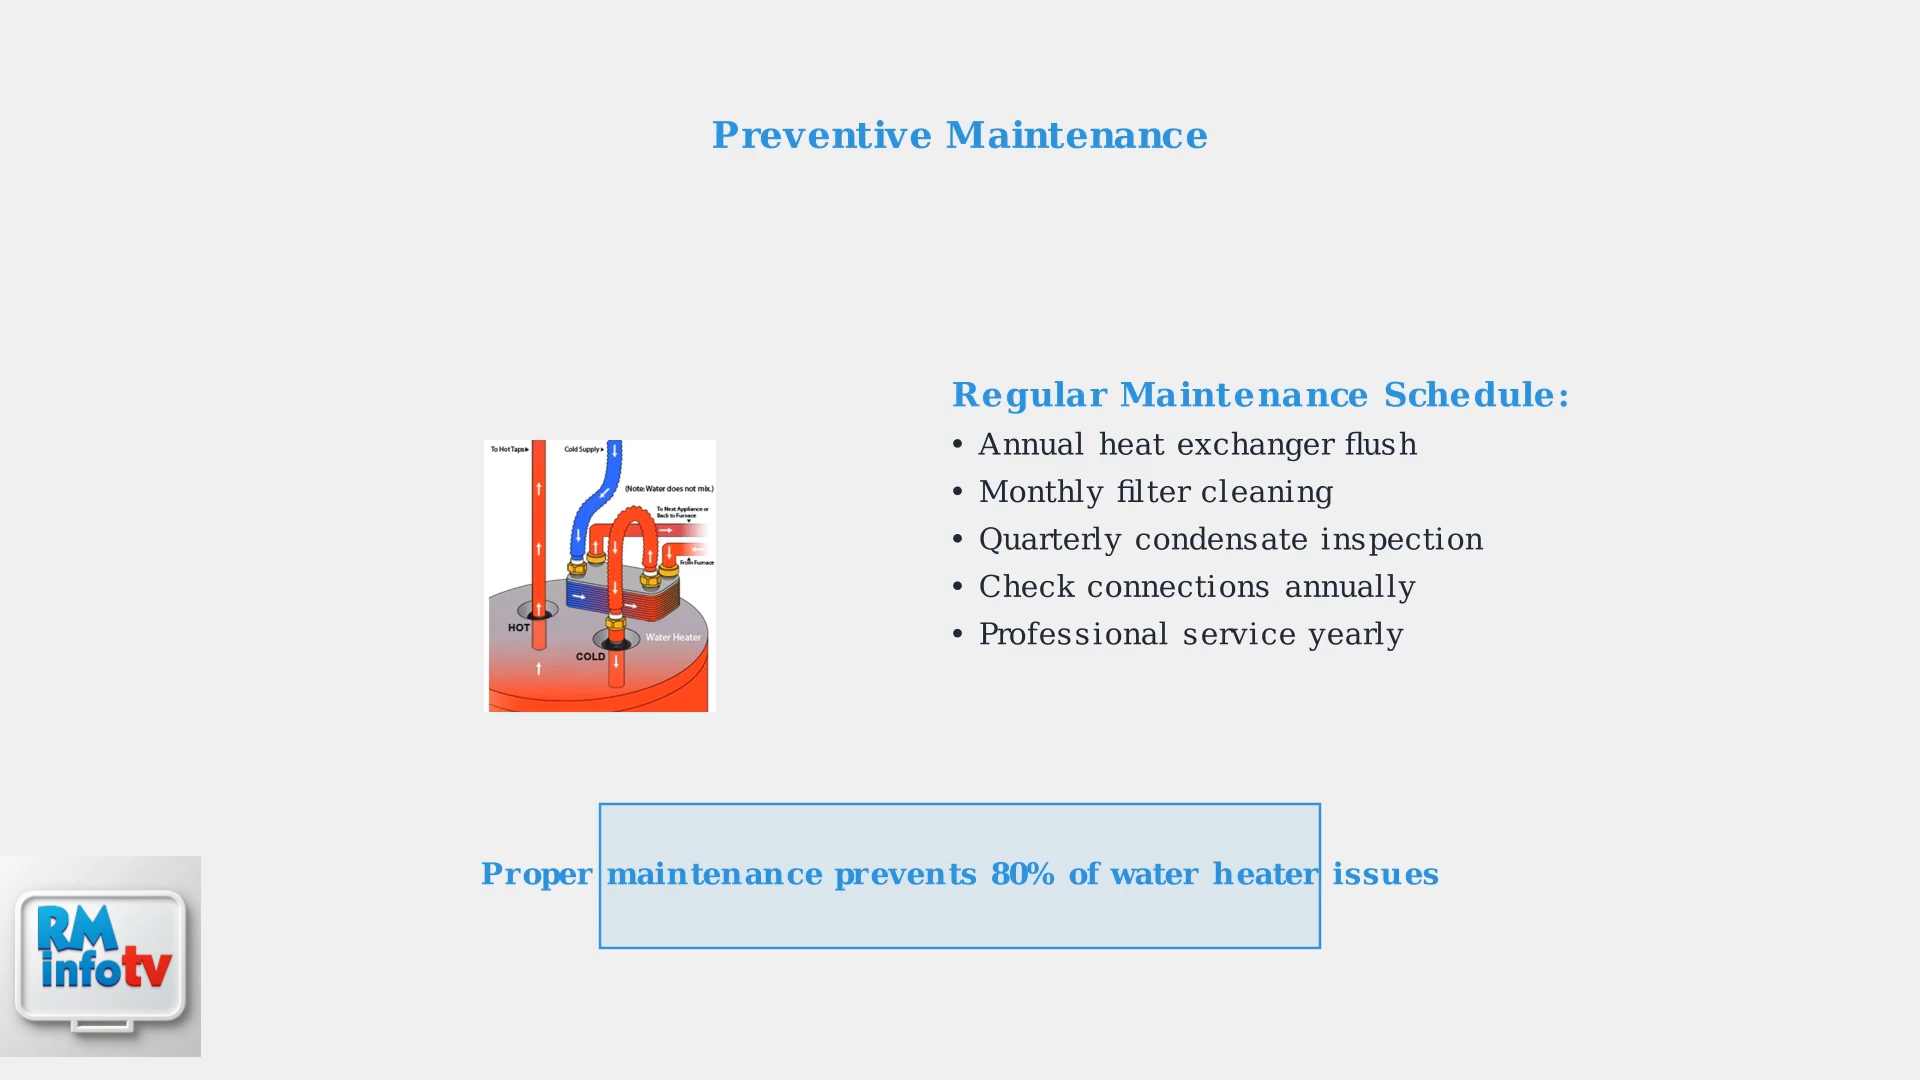 Preventive Maintenance
Regular Maintenance Schedule:
• Annual heat exchanger flush
• Monthly filter cleaning
• Quarterly condensate inspection
• Check connections annually
• Professional service yearly
To Hot Taps
Cold Supply
(Note: Water does not mix.)
To Next Appliance or
Back to Furnace
From Furnace
HOT
Water Heater
COLD
Proper maintenance prevents 80% of water heater issues
RM
infotv